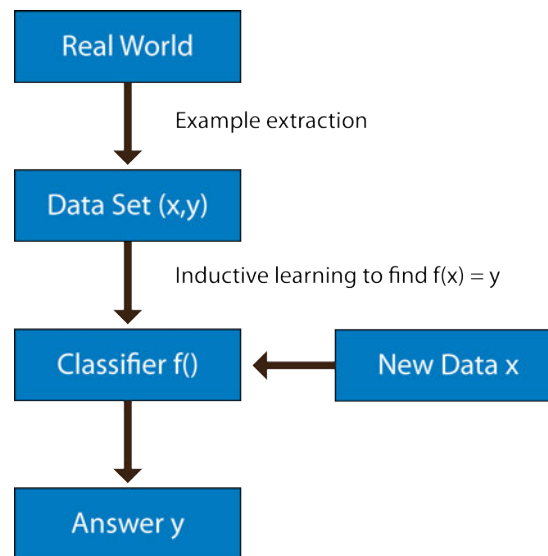 Real World
Example extraction
Data Set (x,y)
Inductive learning to find f(x) = y
Classifier f()
New Data x
Answer y